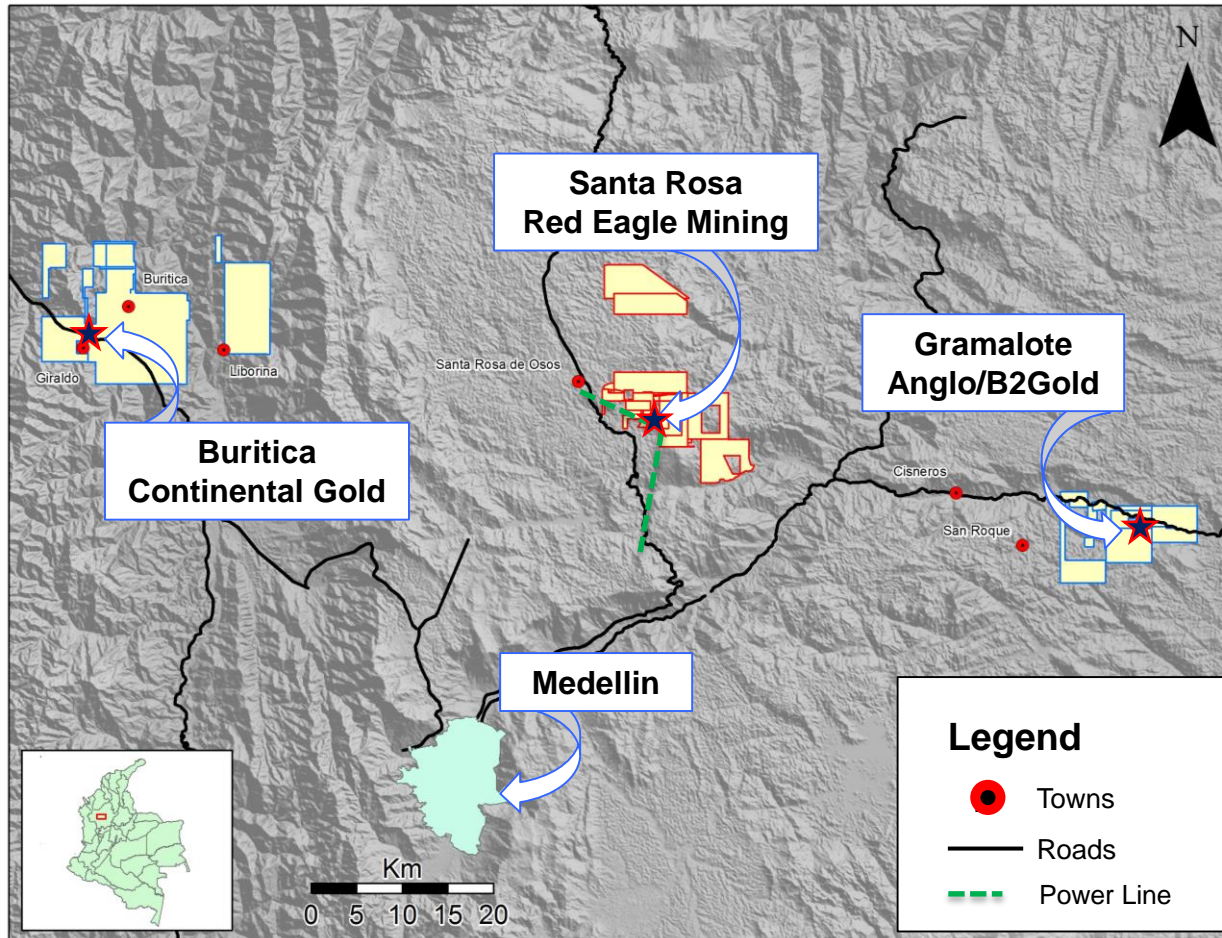 N
Santa Rosa
Red Eagle Mining
Buritica
Gramalote
Anglo/B2Gold
Giraldo
Liborina
Santa Rosa de Osos
Buritica
Continental Gold
Cisneros
San Roque
Medellin
Legend
Towns
Roads
Power Line
Km
0 5 10 15 20